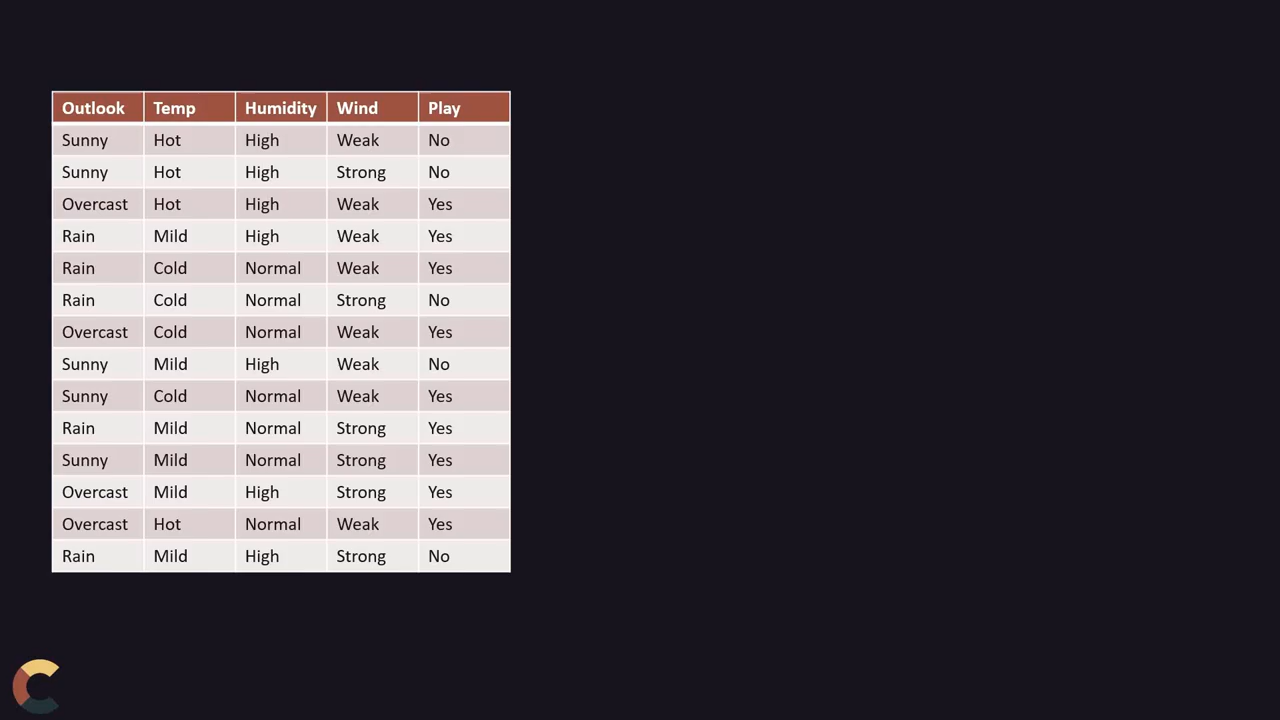 Outlook Temp Humidity Wind Play
Sunny Hot High Weak No
Sunny Hot High Strong No
Overcast Hot High Weak Yes
Rain Mild High Weak Yes
Rain Cold Normal Weak Yes
Rain Cold Normal Strong No
Overcast Cold Normal Weak Yes
Sunny Mild High Weak No
Sunny Cold Normal Weak Yes
Rain Mild Normal Strong Yes
Sunny Mild Normal Strong Yes
Overcast Mild High Strong Yes
Overcast Hot Normal Weak Yes
Rain Mild High Strong No